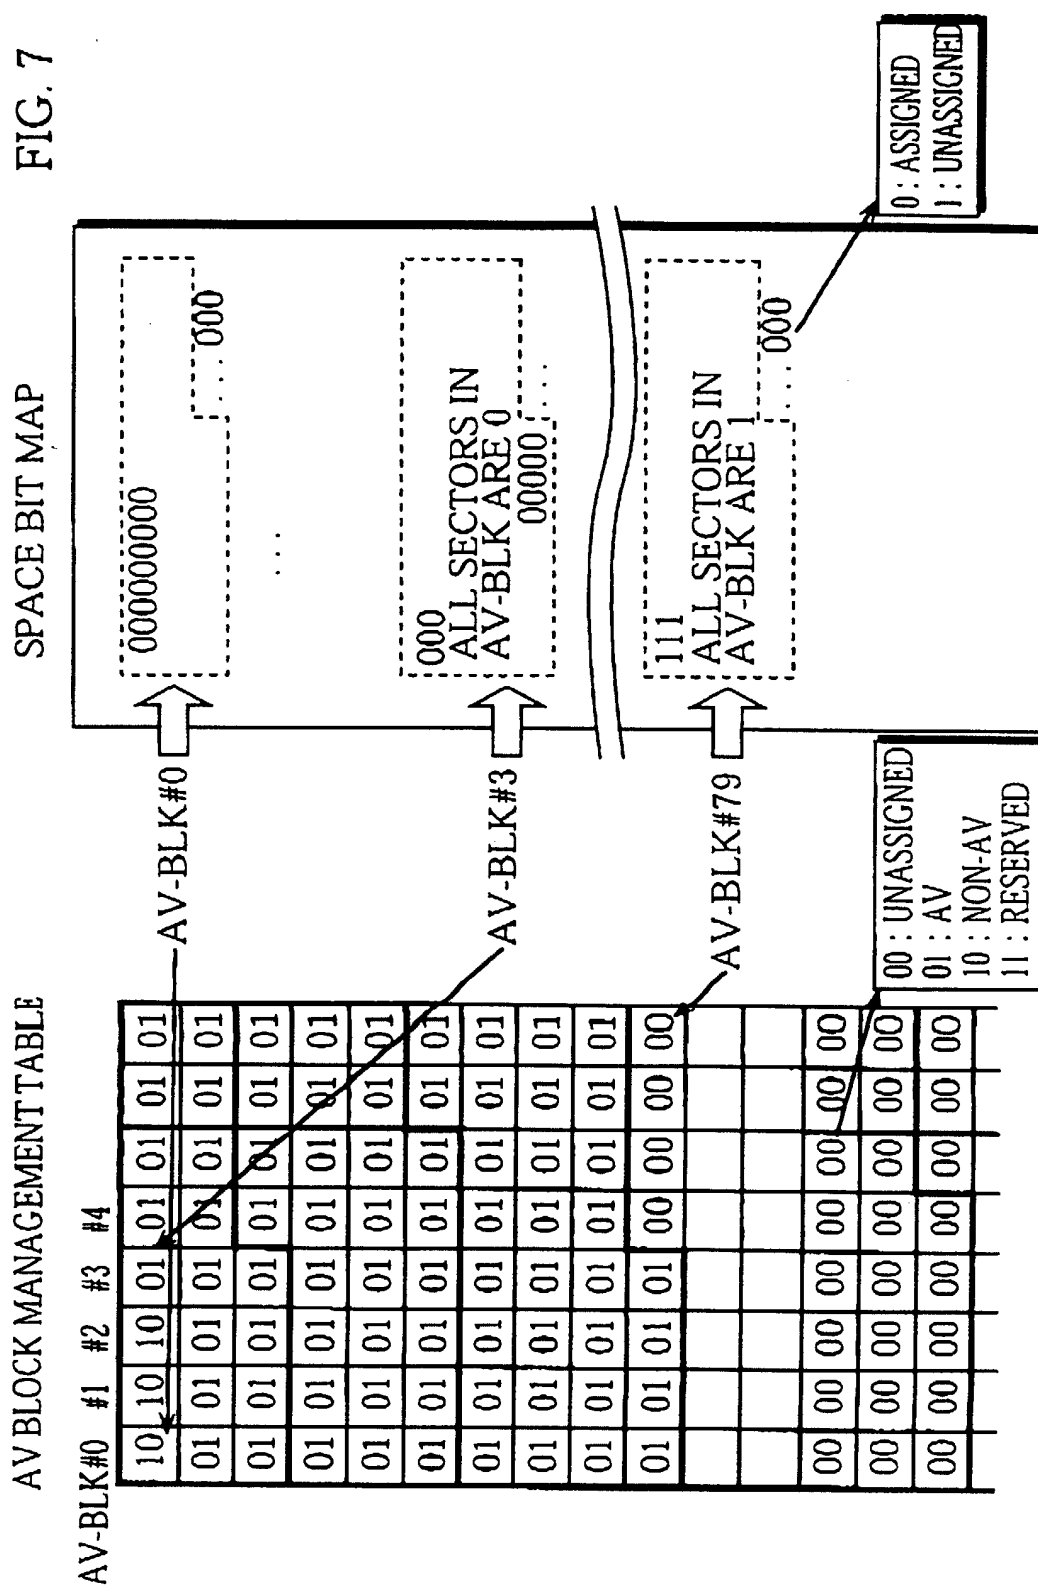 FIG. 7
AV BLOCK MANAGEMENT TABLE
AV-BLK#0 #1 #2 #3 #4
10 10 10 01 01 01 01 01
01 01 01 01 01 01 01 01
01 01 01 01 01 01 01 01
01 01 01 01 01 01 01 01
01 01 01 01 01 01 01 01
01 01 01 01 01 01 01 01
01 01 01 01 01 01 01 01
01 01 01 01 01 01 01 01
01 01 01 01 01 01 01 01
01 01 01 01 00 00 00 00
00 00 00 00 00 00 00 00
00 00 00 00 00 00 00 00
00 00 00 00 00 00 00 00
00 : UNASSIGNED
01 : AV
10 : NON-AV
11 : RESERVED
AV-BLK#0
AV-BLK#3
AV-BLK#79
SPACE BIT MAP
000000000
....000
...
000
ALL SECTORS IN
AV-BLK ARE 0
00000....
111
ALL SECTORS IN
AV-BLK ARE 1
....000
0 : ASSIGNED
1 : UNASSIGNED